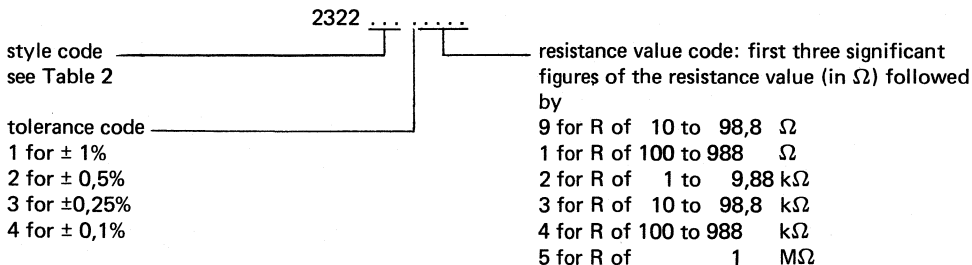 2322 ... . .....
style code
see Table 2
tolerance code
1 for ± 1%
2 for ± 0,5%
3 for ±0,25%
4 for ± 0,1%
resistance value code: first three significant
figures of the resistance value (in Ω) followed
by
9 for R of 10 to 98,8 Ω
1 for R of 100 to 988 Ω
2 for R of 1 to 9,88 kΩ
3 for R of 10 to 98,8 kΩ
4 for R of 100 to 988 kΩ
5 for R of 1 MΩ